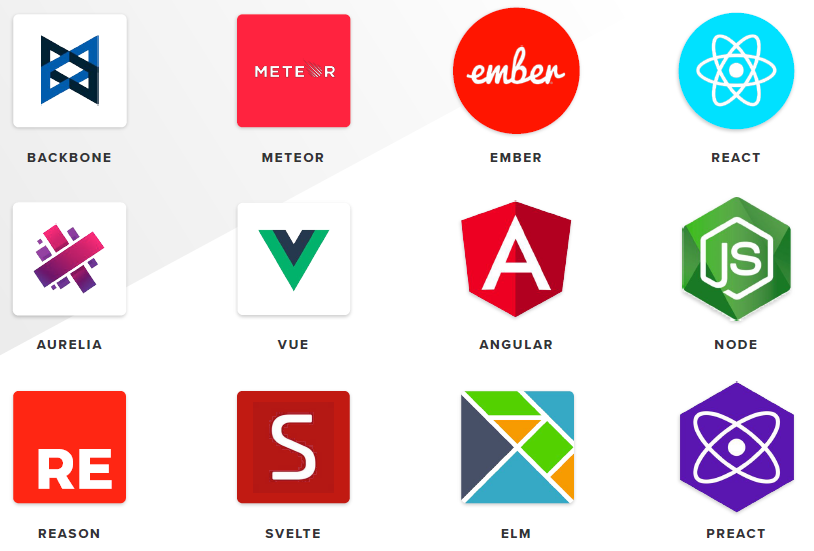 METEOR
ember
BACKBONE
METEOR
EMBER
REACT
A
JS
AURELIA
VUE
ANGULAR
NODE
RE
S
REASON
SVELTE
ELM
PREACT